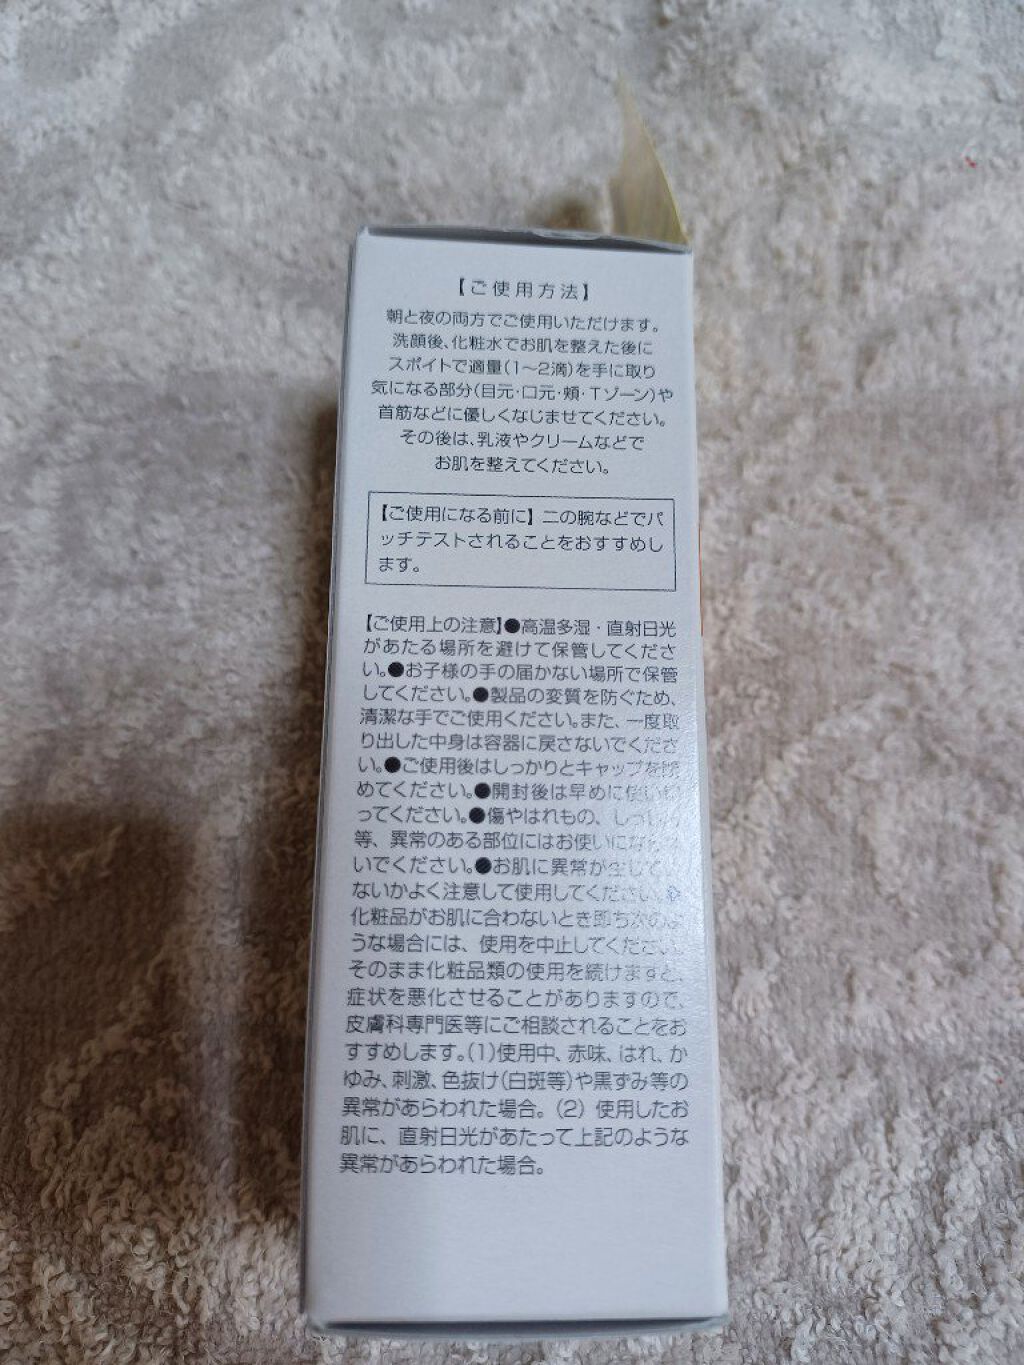 【ご使用方法】
朝と夜の両方でご使用いただけます。
洗顔後、化粧水でお肌を整えた後に
スポイトで適量(1〜2滴)を手に取り
気になる部分(目元・口元・頬・Tゾーン)や
首筋などに優しくなじませてください。
その後は、乳液やクリームなどで
お肌を整えてください。
【ご使用になる前に】二の腕などでパ
ッチテストされることをおすすめし
ます。
【ご使用上の注意】●高温多湿・直射日光
があたる場所を避けて保管してくださ
い。●お子様の手の届かない場所で保管
してください。●製品の変質を防ぐため、
清潔な手でご使用ください。また、一度取
り出した中身は容器に戻さないでくださ
い。●ご使用後はしっかりとキャップを閉
めてください。●開封後は早めに使い
ってください。●傷やはれもの、しっしん
等、異常のある部位にはお使いにならな
いでください。●お肌に異常が生じてい
ないかよく注意して使用してください。
化粧品がお肌に合わないとき即ち次のよ
うな場合には、使用を中止してください。
そのまま化粧品類の使用を続けますと、
症状を悪化させることがありますので、
皮膚科専門医等にご相談されることをお
すすめします。(1)使用中、赤味、はれ、か
ゆみ、刺激、色抜け(白斑等)や黒ずみ等の
異常があらわれた場合。(2) 使用したお
肌に、直射日光があたって上記のような
異常があらわれた場合。